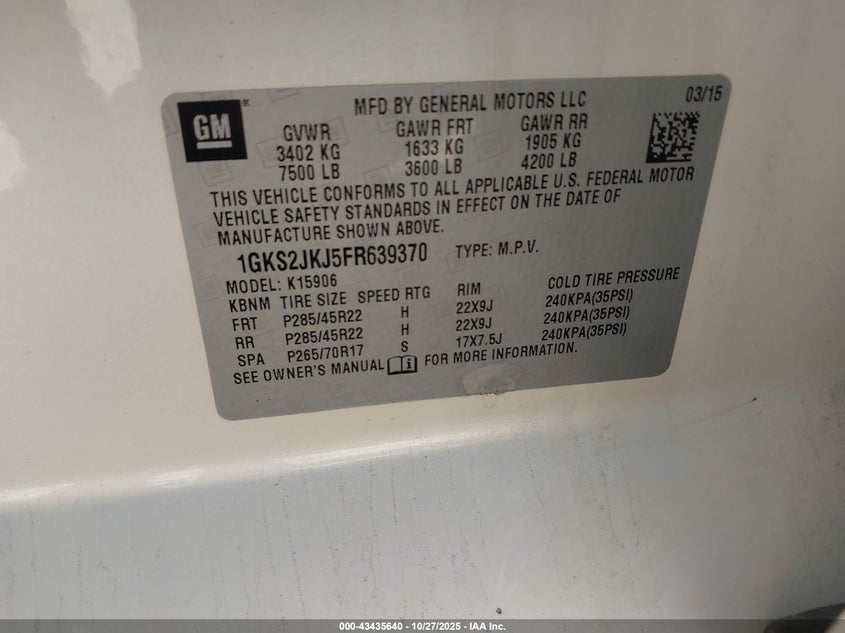 GM ®
MFD BY GENERAL MOTORS LLC 03/15
GVWR GAWR FRT GAWR RR
3402 KG 1633 KG 1905 KG
7500 LB 3600 LB 4200 LB
THIS VEHICLE CONFORMS TO ALL APPLICABLE U.S. FEDERAL MOTOR
VEHICLE SAFETY STANDARDS IN EFFECT ON THE DATE OF
MANUFACTURE SHOWN ABOVE.
1GKS2JKJ5FR639370 TYPE: M.P.V.
MODEL: K15906
KBNM TIRE SIZE SPEED RTG RIM COLD TIRE PRESSURE
FRT P285/45R22 H 22X9J 240KPA(35PSI)
RR P285/45R22 H 22X9J 240KPA(35PSI)
SPA P265/70R17 S 17X7.5J 240KPA(35PSI)
SEE OWNER'S MANUAL i FOR MORE INFORMATION.
000-43435640 - 10/27/2025 - IAA Inc.